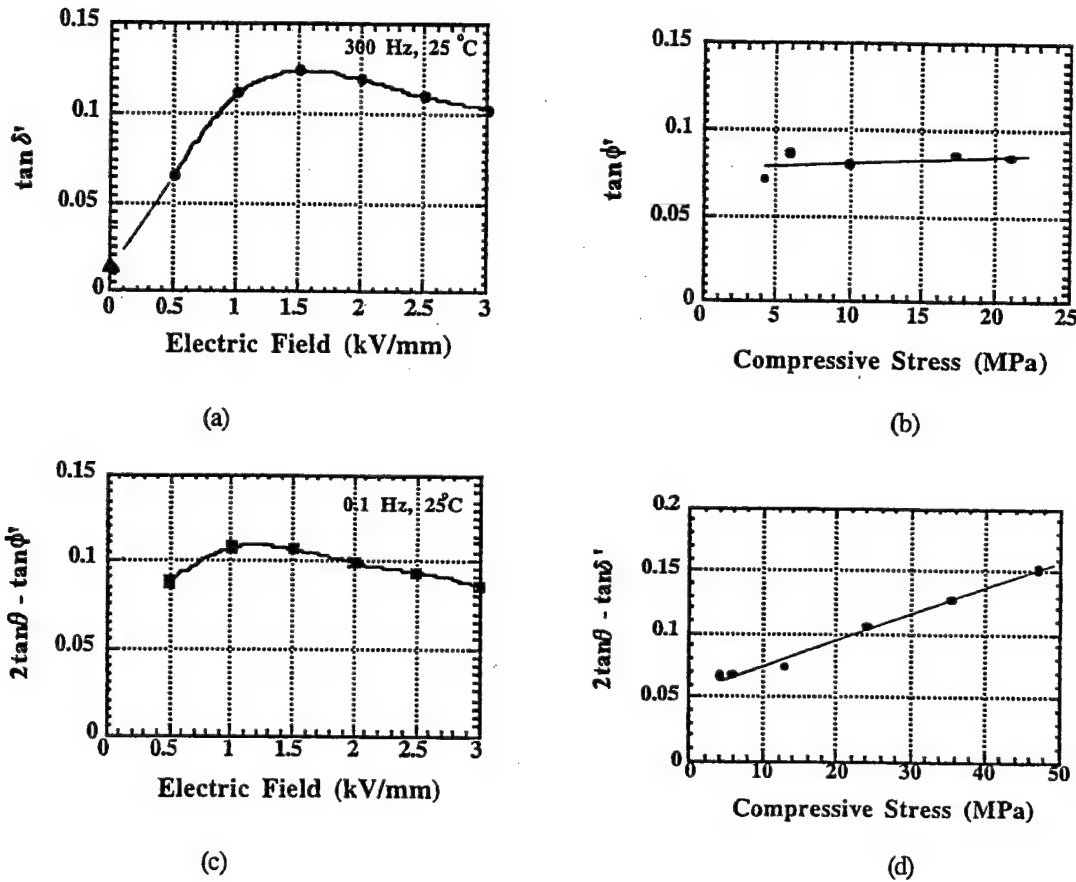 0.15
300 Hz, 25 °C
0.1
tan δ'
0.05
0
0 0.5 1 1.5 2 2.5 3
Electric Field (kV/mm)
(a)
0.15
0.1
tan ϕ'
0.05
0
0 5 10 15 20 25
Compressive Stress (MPa)
(b)
0.15
0.1 Hz, 25°C
0.1
2tanθ - tanϕ'
0.05
0
0 0.5 1 1.5 2 2.5 3
Electric Field (kV/mm)
(c)
0.2
0.15
2tanθ - tanδ'
0.1
0.05
0
0 10 20 30 40 50
Compressive Stress (MPa)
(d)